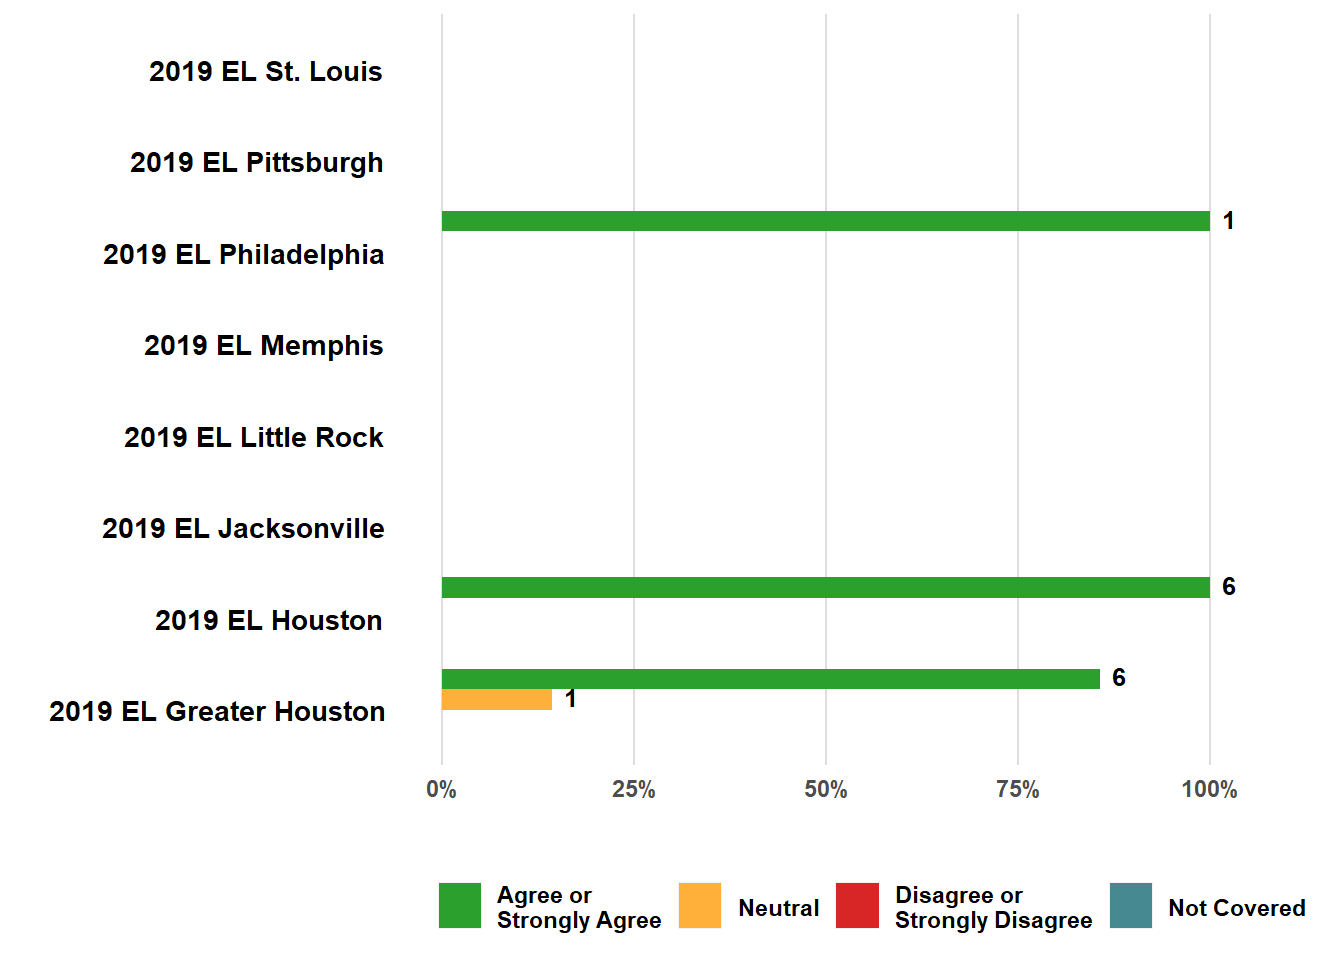 2019 EL St. Louis
2019 EL Pittsburgh
1
2019 EL Philadelphia
2019 EL Memphis
2019 EL Little Rock
2019 EL Jacksonville
6
2019 EL Houston
6
1
2019 EL Greater Houston
0% 25% 50% 75% 100%
Agree or
Strongly Agree
Neutral
Disagree or
Strongly Disagree
Not Covered